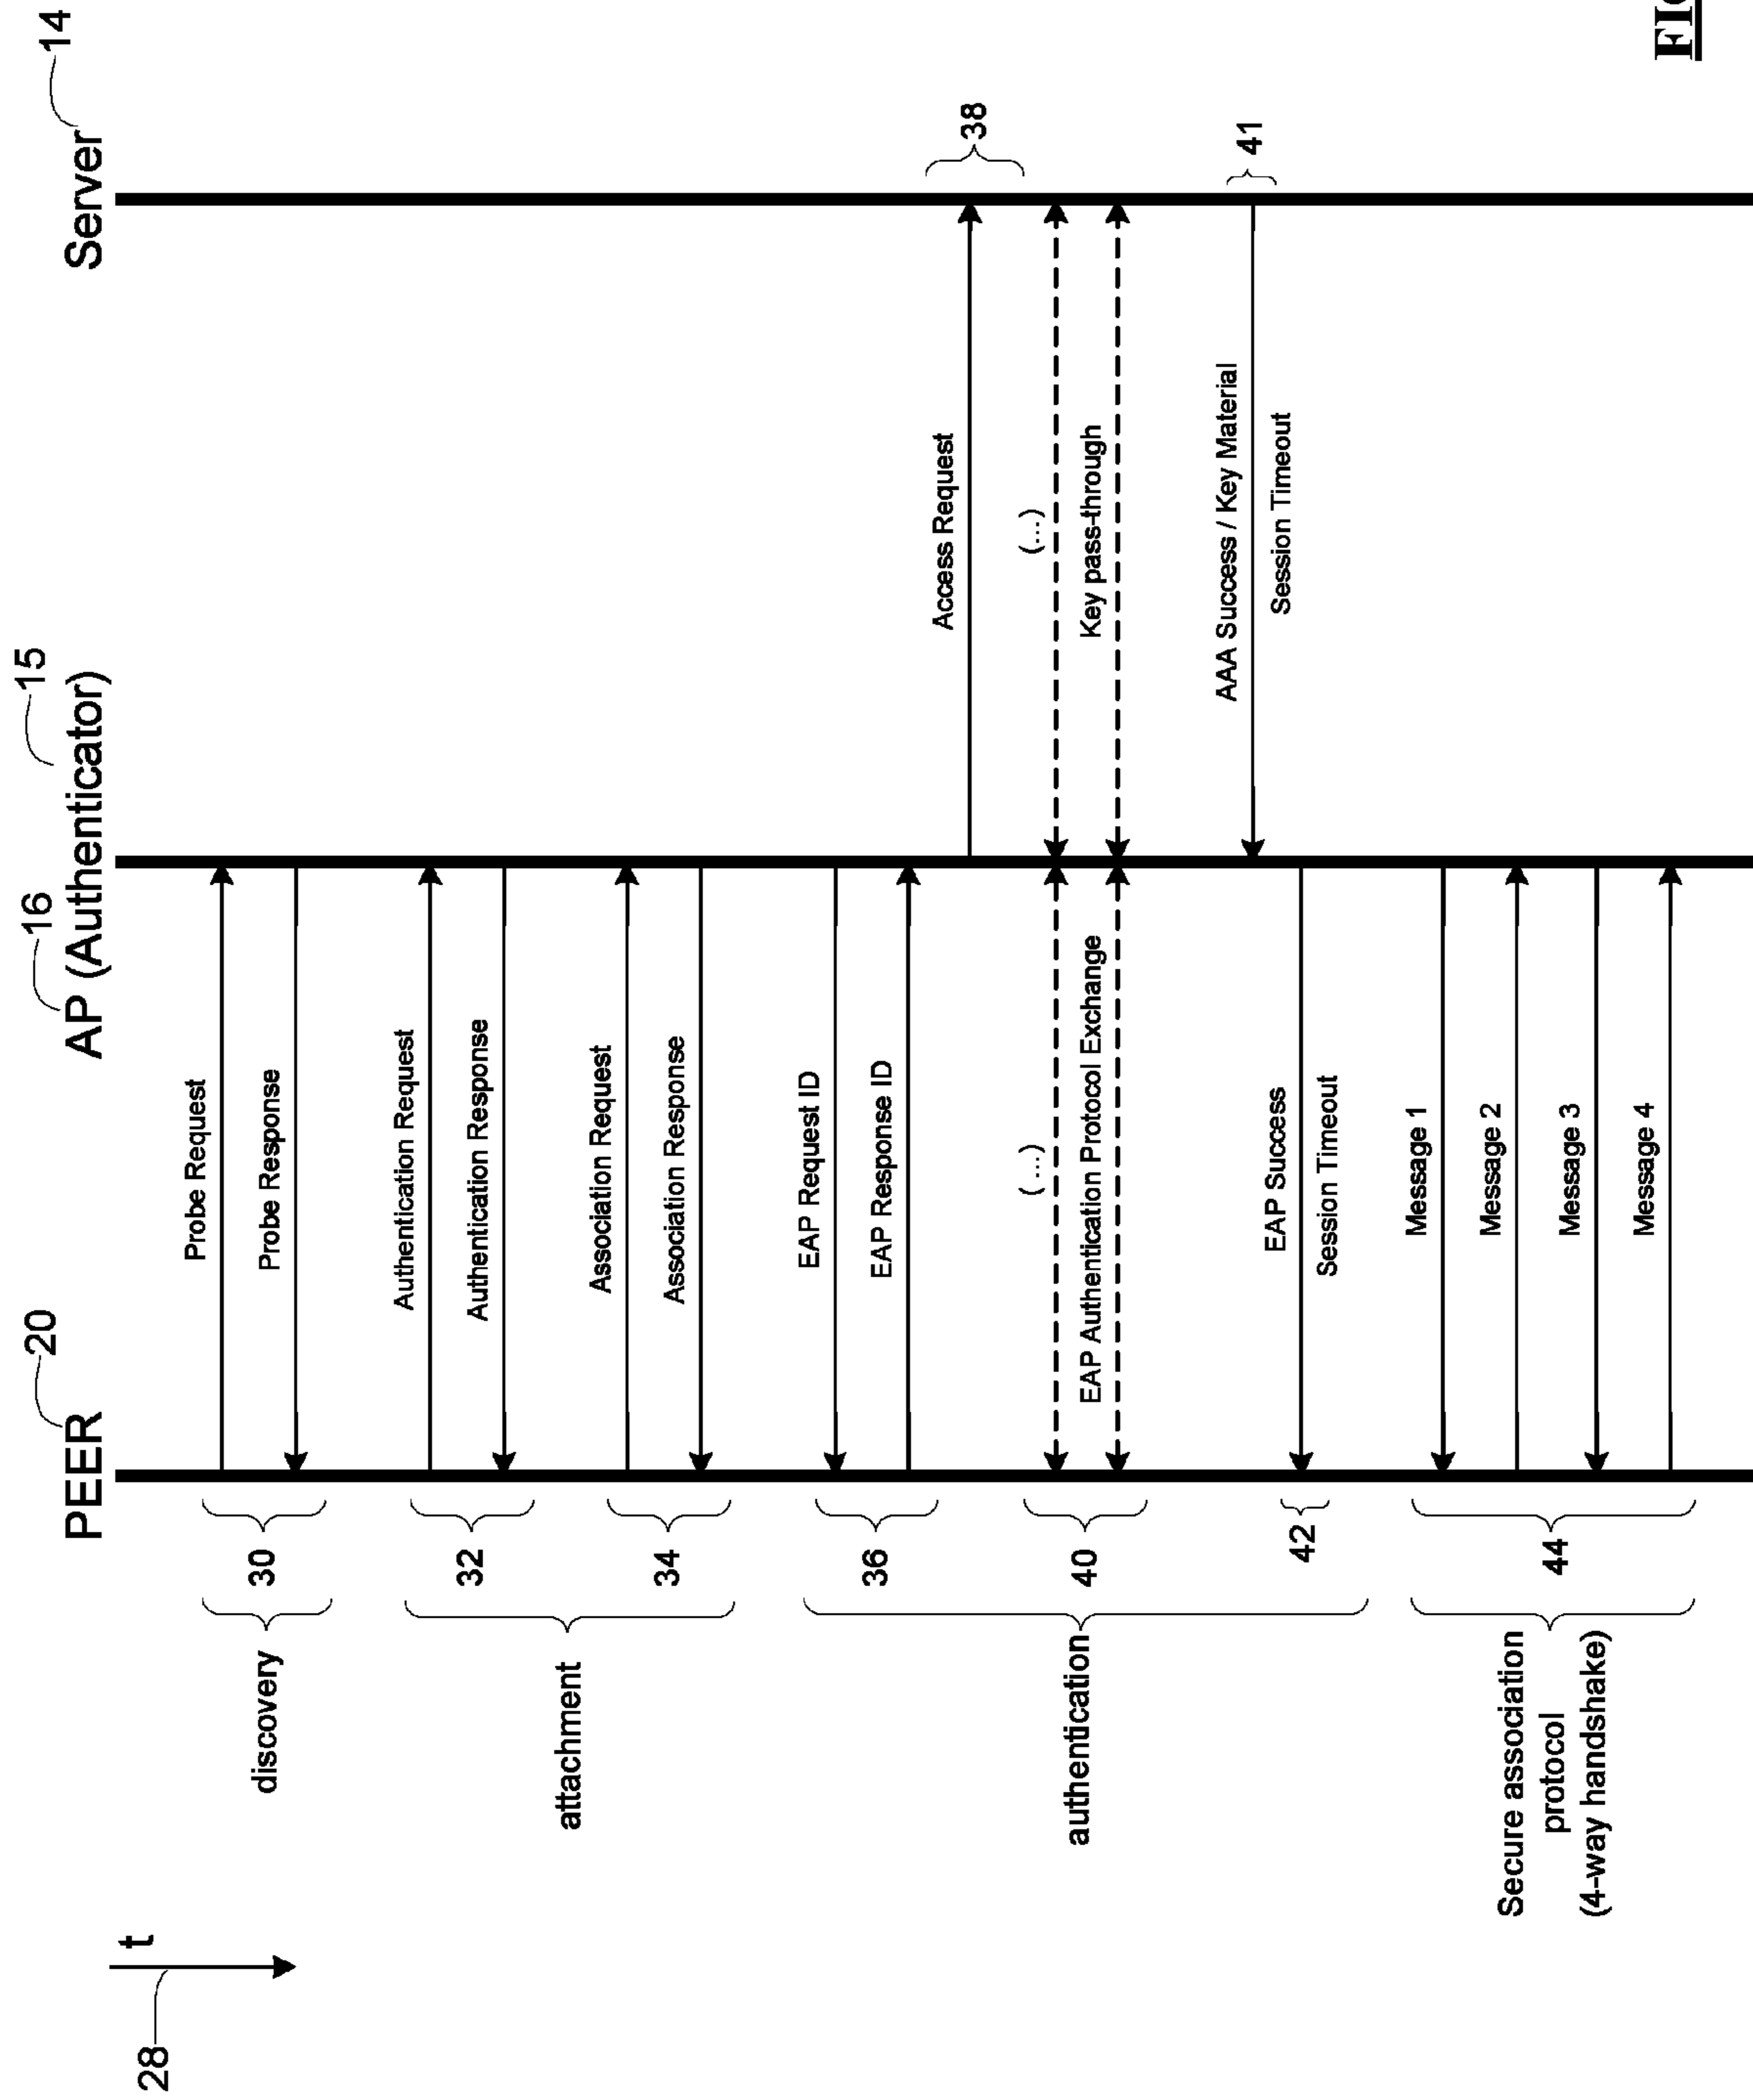 28
t
PEER
20
AP (Authenticator)
16
15
Server
14
discovery
30
Probe Request
Probe Response
attachment
32
Authentication Request
Authentication Response
34
Association Request
Association Response
authentication
36
EAP Request ID
EAP Response ID
Access Request
38
40
(...)
(...)
EAP Authentication Protocol Exchange
Key pass-through
AAA Success / Key Material
Session Timeout
41
42
EAP Success
Session Timeout
Secure association
protocol
(4-way handshake)
44
Message 1
Message 2
Message 3
Message 4